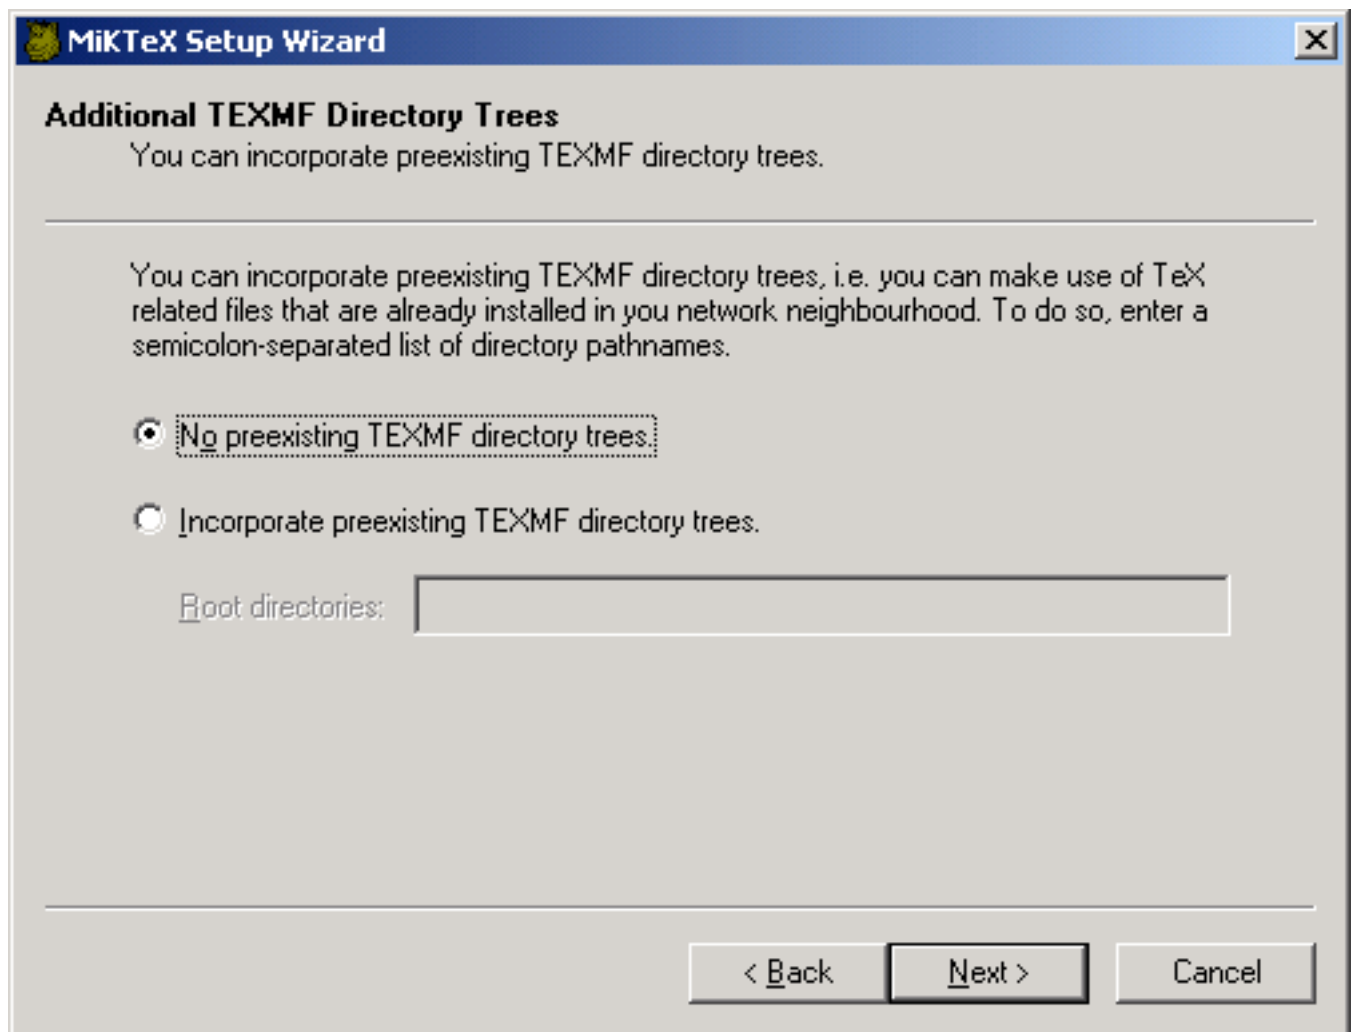 MiKTeX Setup Wizard
Additional TEXMF Directory Trees
You can incorporate preexisting TEXMF directory trees.
You can incorporate preexisting TEXMF directory trees, i.e. you can make use of TeX
related files that are already installed in you network neighbourhood. To do so, enter a
semicolon-separated list of directory pathnames.
No preexisting TEXMF directory trees.
Incorporate preexisting TEXMF directory trees.
Root directories:
< Back Next > Cancel